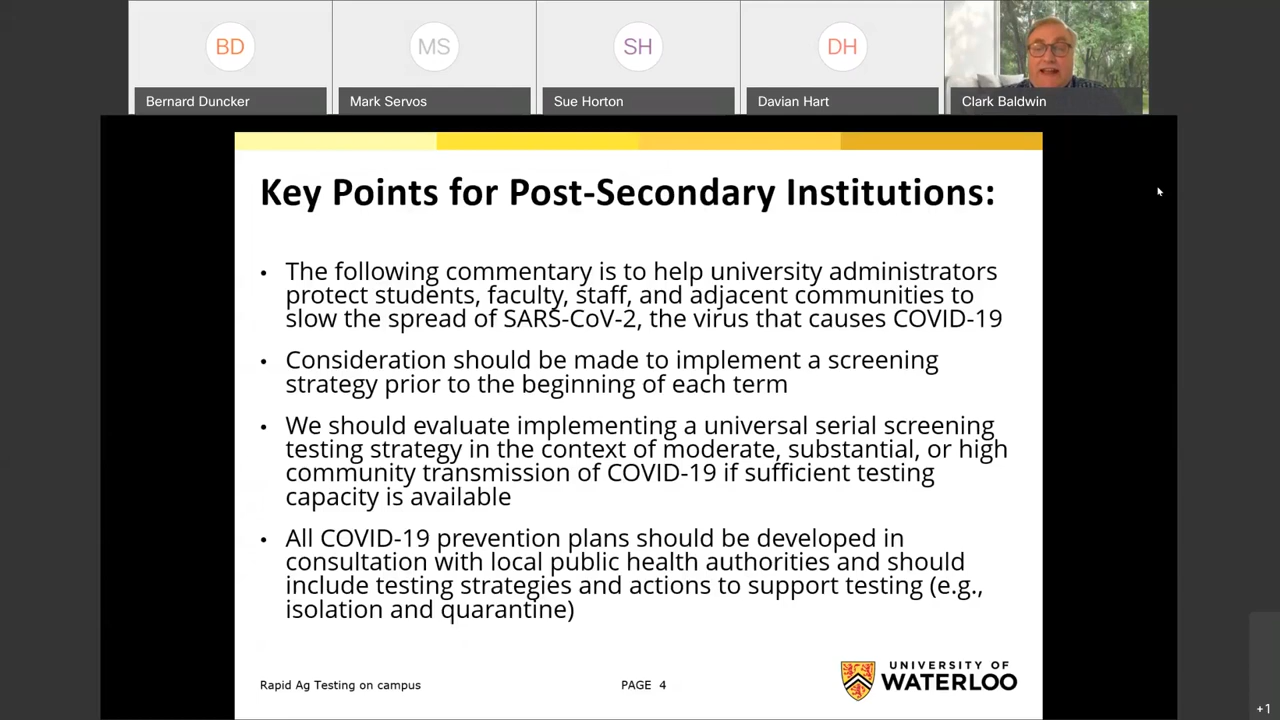 BD
MS
SH
DH
Bernard Duncker
Mark Servos
Sue Horton
Davian Hart
Clark Baldwin
Key Points for Post-Secondary Institutions:
• The following commentary is to help university administrators
protect students, faculty, staff, and adjacent communities to
slow the spread of SARS-CoV-2, the virus that causes COVID-19
• Consideration should be made to implement a screening
strategy prior to the beginning of each term
• We should evaluate implementing a universal serial screening
testing strategy in the context of moderate, substantial, or high
community transmission of COVID-19 if sufficient testing
capacity is available
• All COVID-19 prevention plans should be developed in
consultation with local public health authorities and should
include testing strategies and actions to support testing (e.g.,
isolation and quarantine)
Rapid Ag Testing on campus
PAGE 4
UNIVERSITY OF
WATERLOO
+1